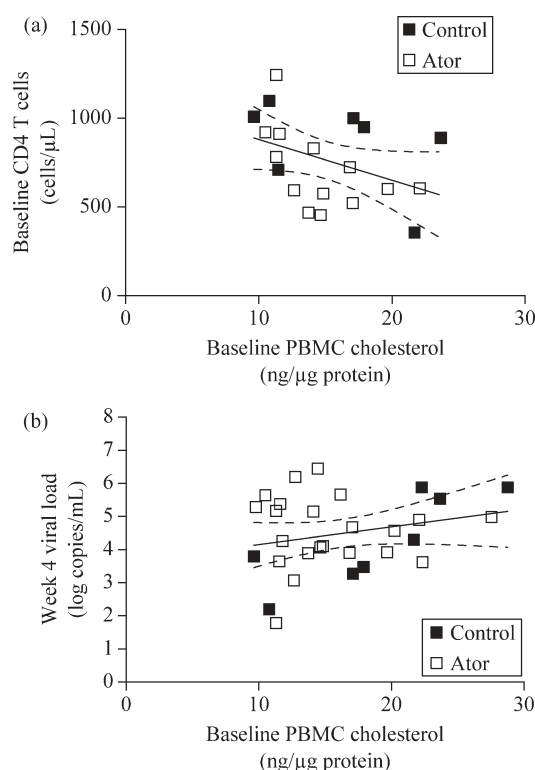 (a)
Control
Ator
1500
1000
500
0
Baseline CD4 T cells
(cells/μL)
0 10 20 30
Baseline PBMC cholesterol
(ng/μg protein)
(b)
8
7
6
5
4
3
2
1
0
Week 4 viral load
(log copies/mL)
Control
Ator
0 10 20 30
Baseline PBMC cholesterol
(ng/μg protein)